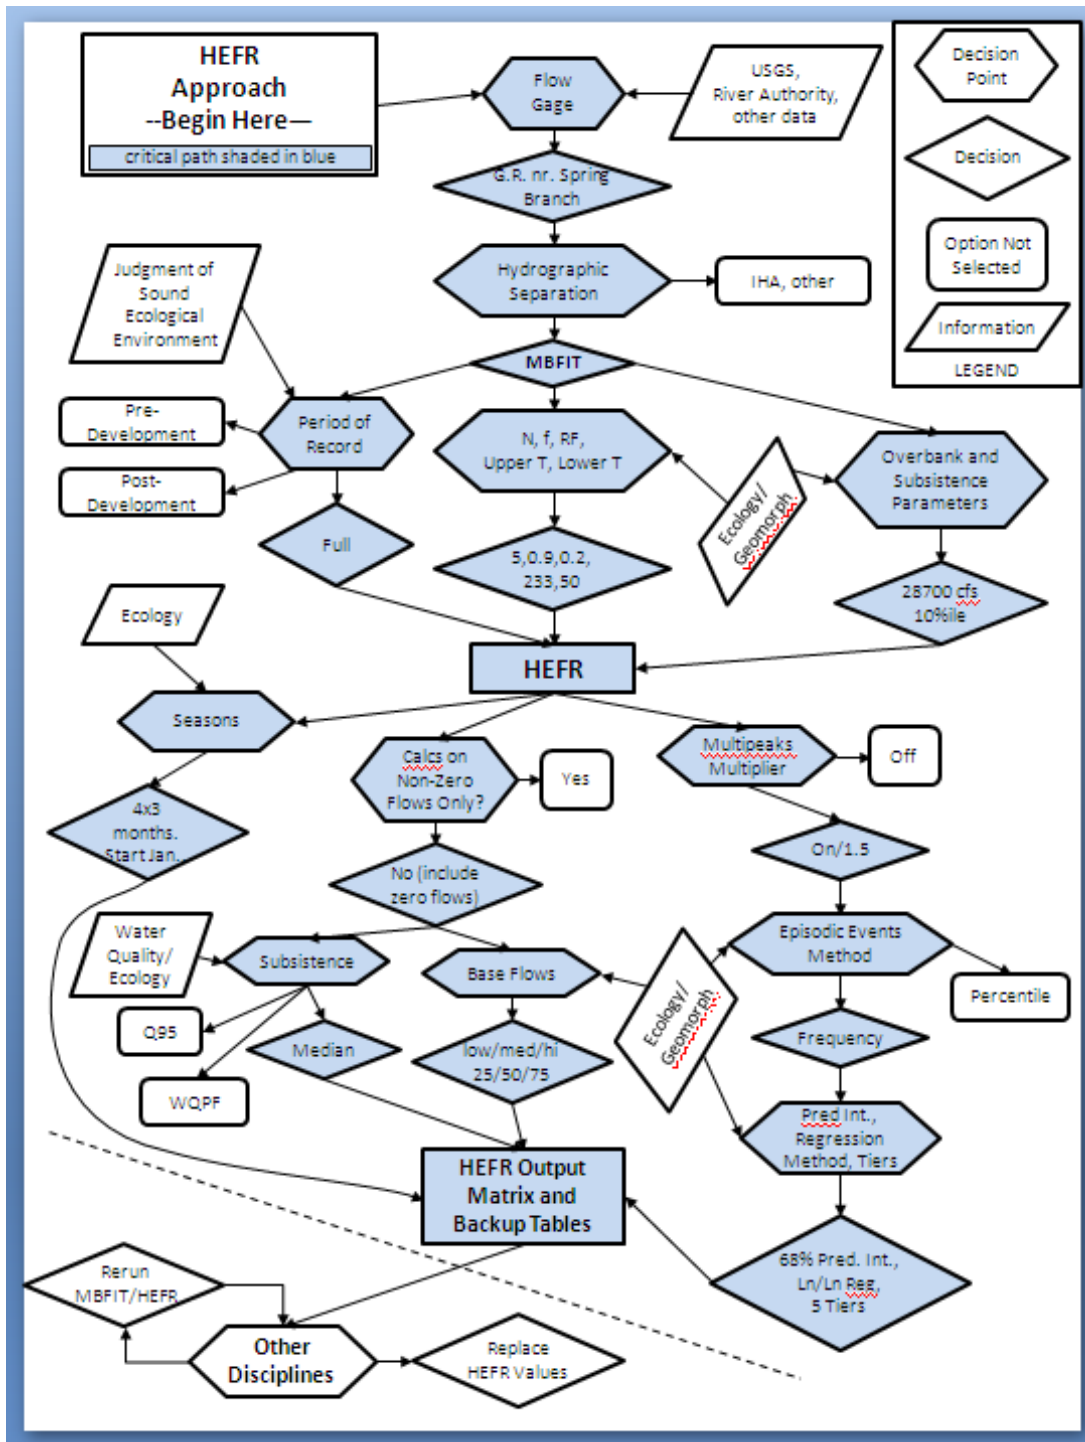 HEFR
Approach
--Begin Here—
critical path shaded in blue
Flow
Gage
USGS,
River Authority,
other data
Decision
Point
Decision
Option Not
Selected
Information
LEGEND
G.R. nr. Spring
Branch
Judgment of
Sound
Ecological
Environment
Hydrographic
Separation
IHA, other
MBFIT
Pre-
Development
Period of
Record
Post-
Development
N, f, RF,
Upper T, Lower T
Ecology/
Geomorph
Overbank and
Subsistence
Parameters
Full
5,0.9,0.2,
233,50
28700 cfs
10%ile
Ecology
HEFR
Seasons
Calcs on
Non-Zero
Flows Only?
Yes
Multipeaks
Multiplier
Off
4x3
months.
Start Jan.
No (include
zero flows)
On/1.5
Water
Quality/
Ecology
Subsistence
Base Flows
Ecology/
Geomorph
Episodic Events
Method
Percentile
Q95
Median
low/med/hi
25/50/75
Frequency
WQPF
Pred Int.,
Regression
Method, Tiers
HEFR Output
Matrix and
Backup Tables
68% Pred. Int.,
Ln/Ln Reg,
5 Tiers
Rerun
MBFIT/HEFR
Other
Disciplines
Replace
HEFR Values